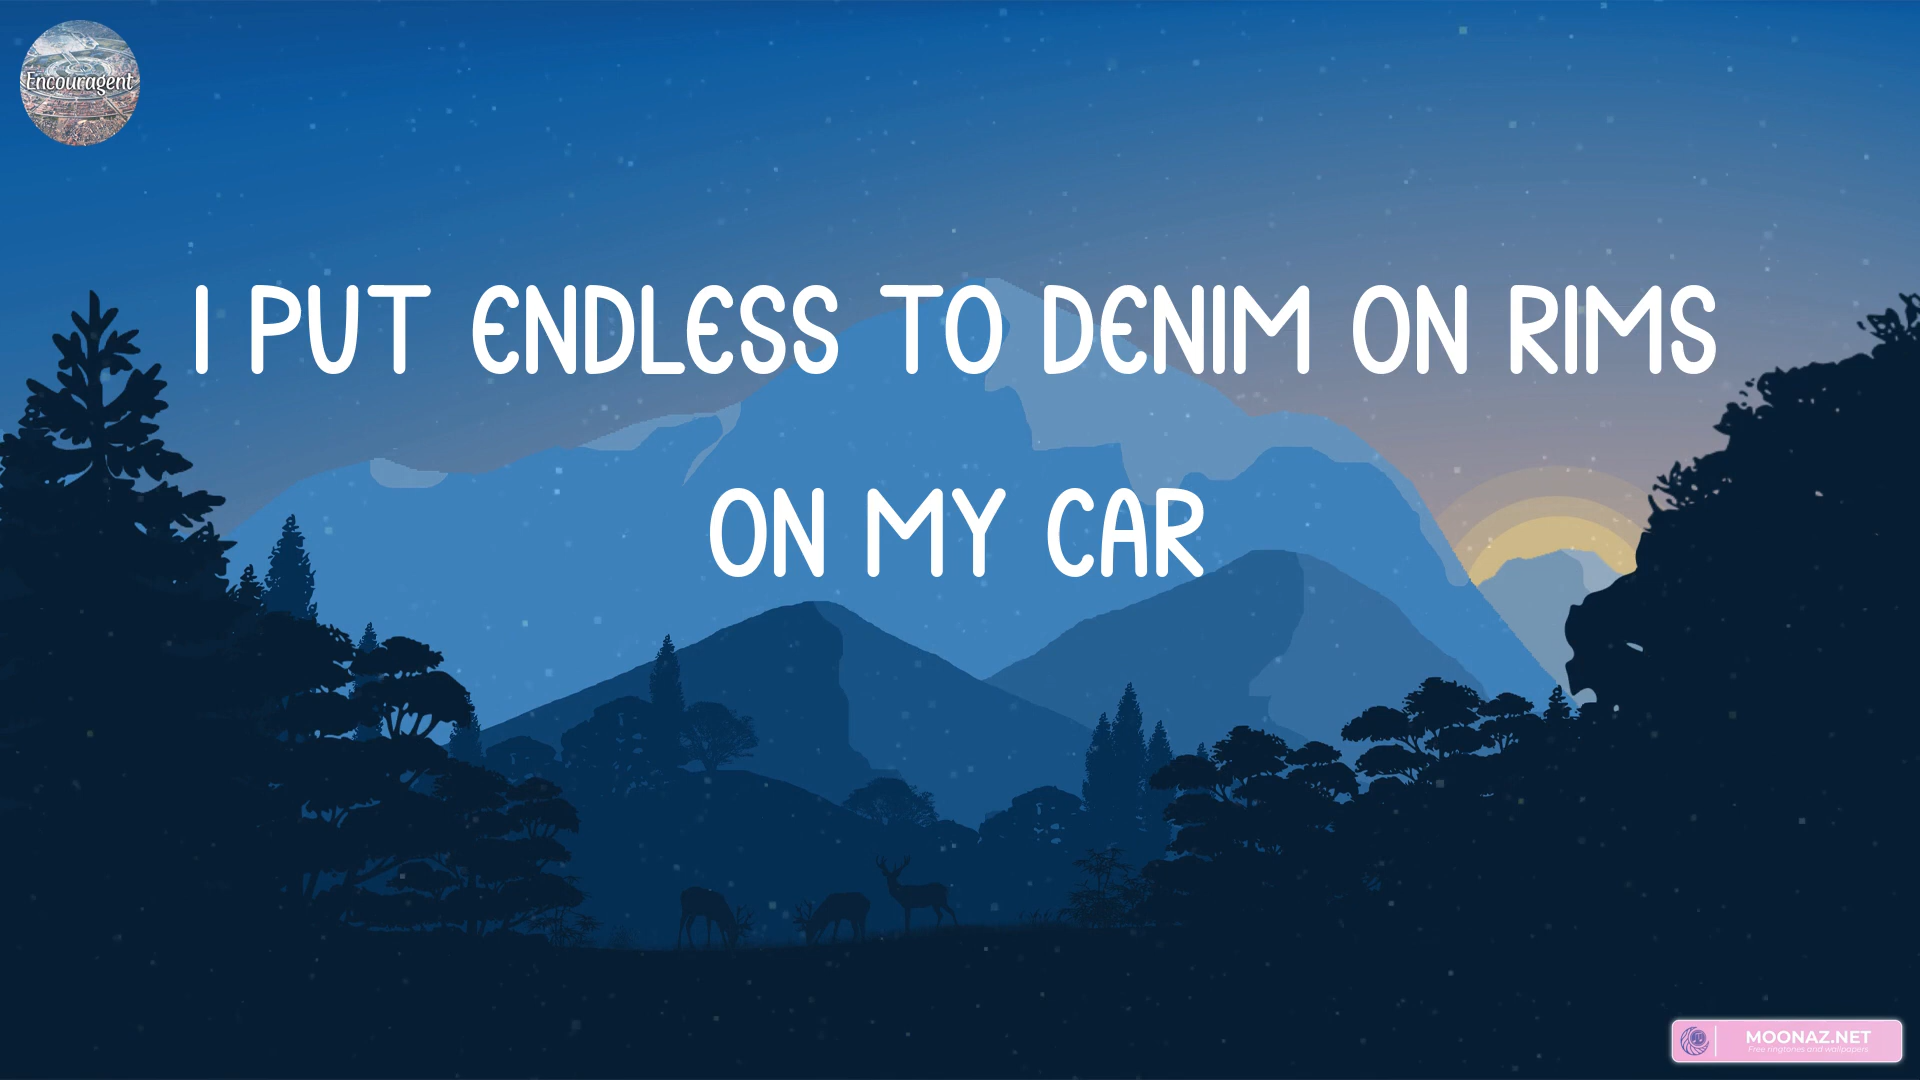 Encouragent
I PUT ENDLESS TO DENIM ON RIMS
ON MY CAR
MOONAZ.NET
Free ringtones and wallpapers